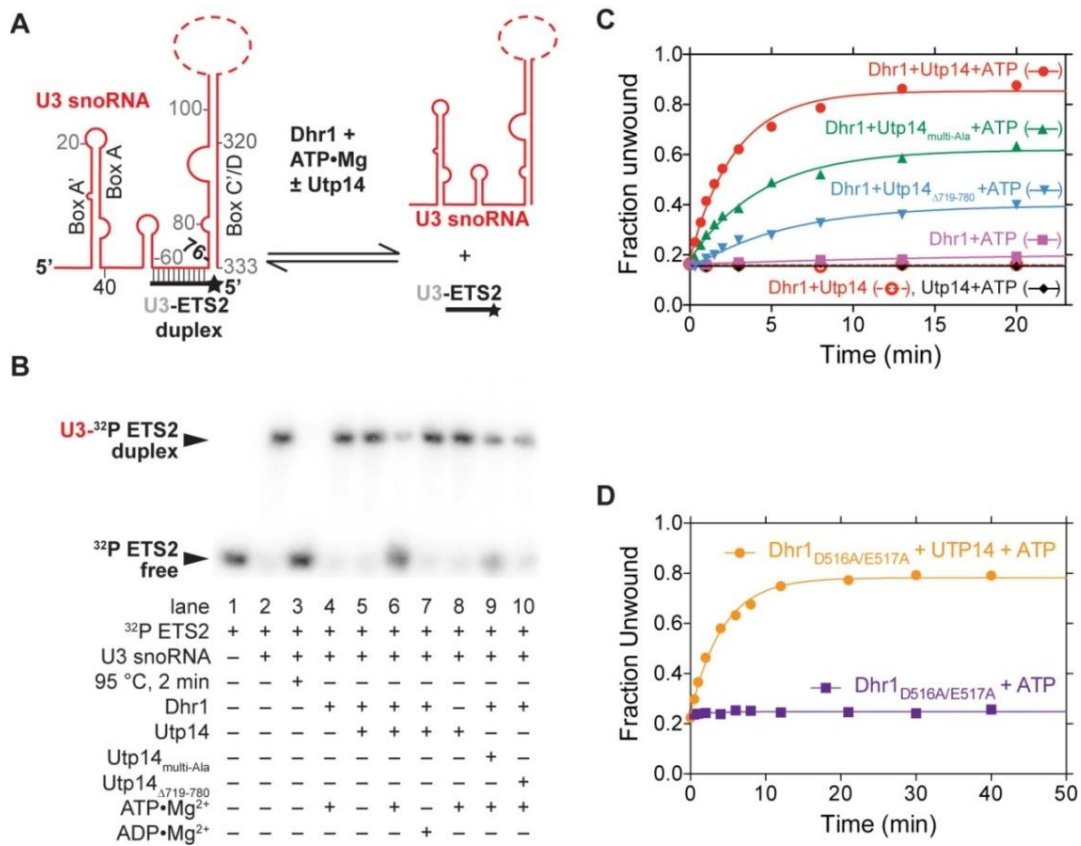 A
U3 snoRNA
20
Box A'
Box A
5'
40
60
76
80
100
320
Box C'/D
333
5'
U3-ETS2
duplex
Dhr1 +
ATP•Mg
± Utp14
U3 snoRNA
+
U3-ETS2
B
U3-³²P ETS2
duplex
³²P ETS2
free
lane 1 2 3 4 5 6 7 8 9 10
³²P ETS2 + + + + + + + + + +
U3 snoRNA – + + + + + + + + +
95 °C, 2 min – – + – – – – – – –
Dhr1 – – – + + + + – + +
Utp14 – – – – + + + + – –
Utp14multi-Ala – – – – – – – – + –
Utp14Δ719-780 – – – – – – – – – +
ATP•Mg²⁺ – – – + – + – + + +
ADP•Mg²⁺ – – – – – – + – – –
C
Fraction unwound
1.0
0.8
0.6
0.4
0.2
0.0
Dhr1+Utp14+ATP
Dhr1+Utp14multi-Ala+ATP
Dhr1+Utp14Δ719-780+ATP
Dhr1+ATP
Dhr1+Utp14, Utp14+ATP
0 5 10 15 20
Time (min)
D
Fraction Unwound
1.0
0.8
0.6
0.4
0.2
0.0
Dhr1D516A/E517A + UTP14 + ATP
Dhr1D516A/E517A + ATP
0 10 20 30 40 50
Time (min)